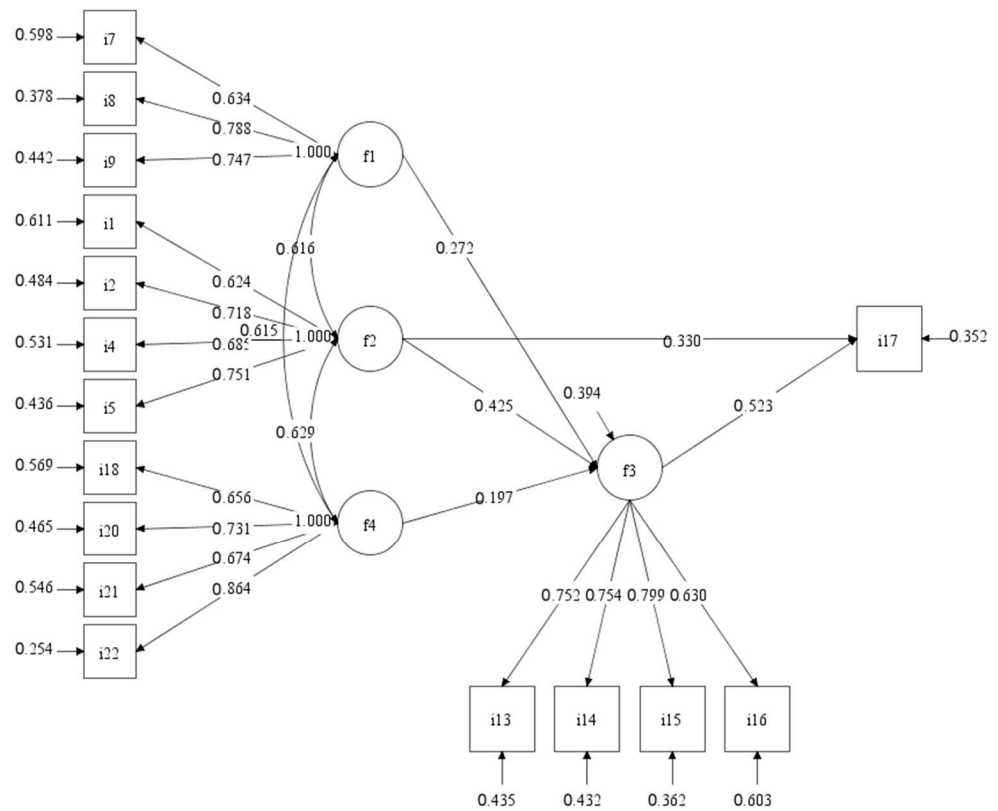 0.598 i7
0.634
0.378 i8
0.788
0.442 i9 0.747 1.000 f1
0.611 i1
0.616 0.272
0.484 i2 0.624
0.718
0.615
0.531 i4 1.000 f2 0.330 i17 0.352
0.751
0.436 i5 0.425 0.394 0.523
0.629
0.569 i18 f3
0.656 0.197
0.465 i20 0.731 1.000 f4
0.674
0.546 i21 0.864 0.752 0.754 0.799 0.630
0.254 i22
i13 i14 i15 i16
0.435 0.432 0.362 0.603